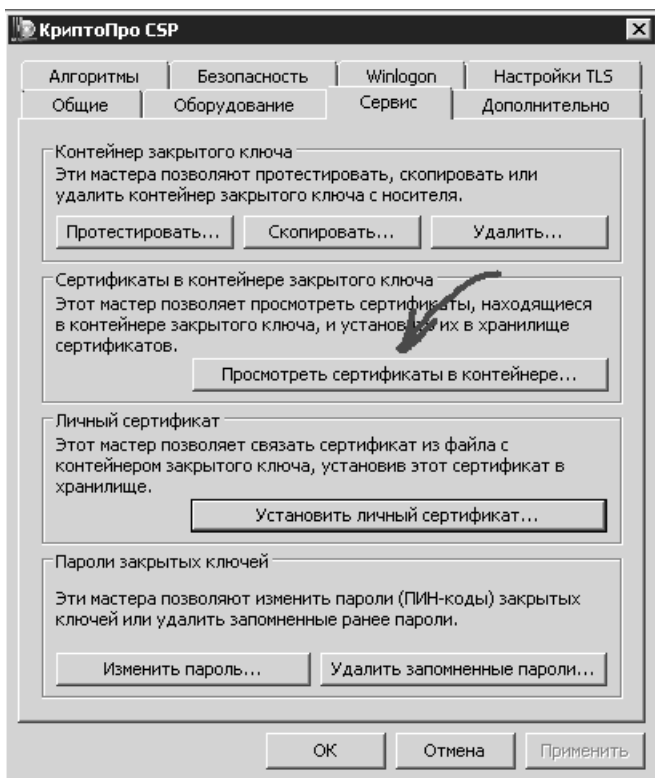 КриптоПро CSP
Алгоритмы Безопасность Winlogon Настройки TLS
Общие Оборудование Сервис Дополнительно
Контейнер закрытого ключа
Эти мастера позволяют протестировать, скопировать или
удалить контейнер закрытого ключа с носителя.
Протестировать... Скопировать... Удалить...
Сертификаты в контейнере закрытого ключа
Этот мастер позволяет просмотреть сертификаты, находящиеся
в контейнере закрытого ключа, и установить их в хранилище
сертификатов.
Просмотреть сертификаты в контейнере...
Личный сертификат
Этот мастер позволяет связать сертификат из файла с
контейнером закрытого ключа, установив этот сертификат в
хранилище.
Установить личный сертификат...
Пароли закрытых ключей
Эти мастера позволяют изменить пароли (ПИН-коды) закрытых
ключей или удалить запомненные ранее пароли.
Изменить пароль... Удалить запомненные пароли...
ОК Отмена Применить